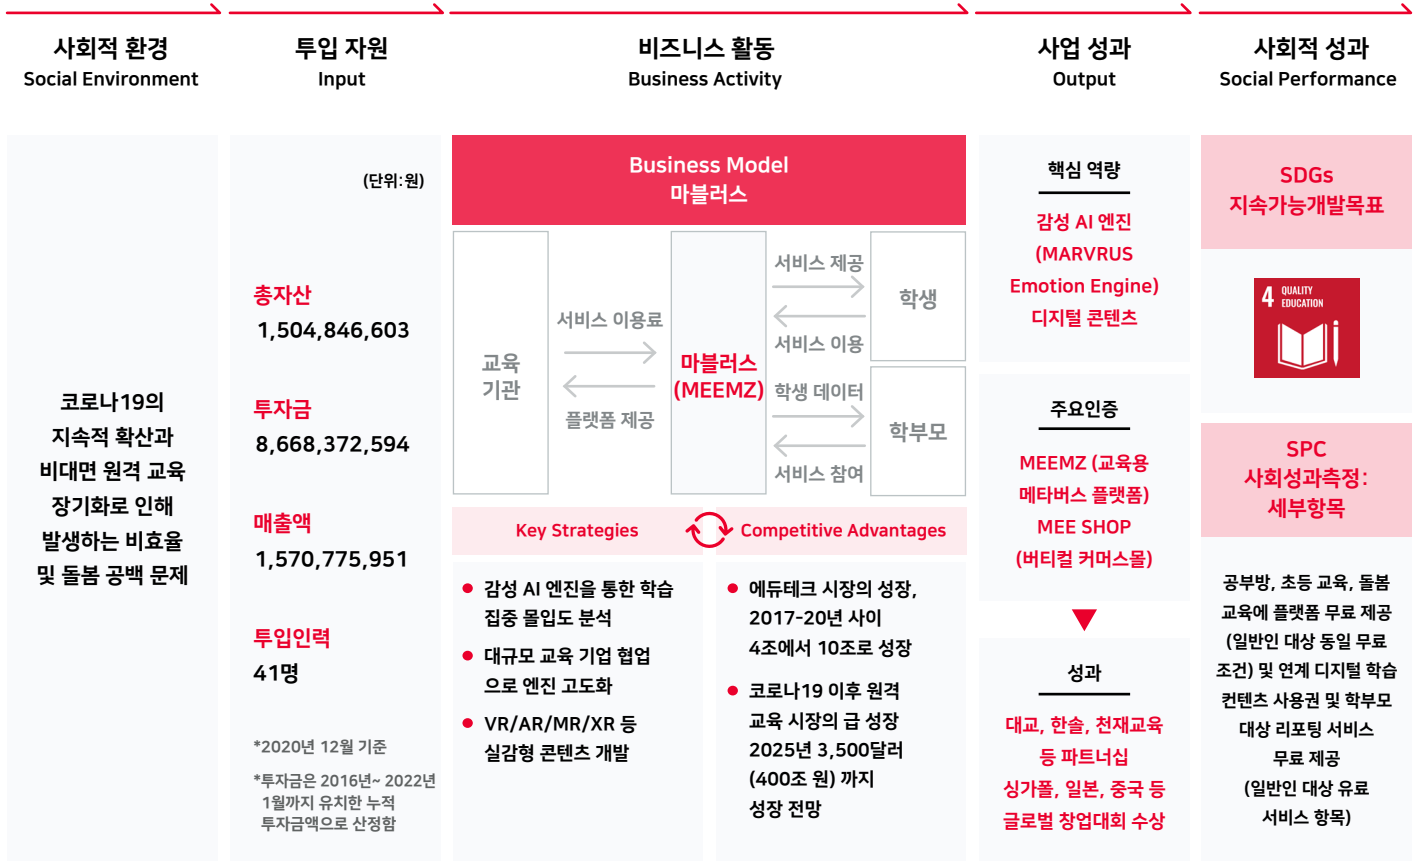 사회적 환경
Social Environment
투입 자원
Input
비즈니스 활동
Business Activity
사업 성과
Output
사회적 성과
Social Performance
코로나19의
지속적 확산과
비대면 원격 교육
장기화로 인해
발생하는 비효율
및 돌봄 공백 문제
(단위:원)
총자산
1,504,846,603
투자금
8,668,372,594
매출액
1,570,775,951
투입인력
41명
*2020년 12월 기준
*투자금은 2016년~ 2022년
1월까지 유치한 누적
투자금액으로 산정함
Business Model
마블러스
교육
기관
서비스 이용료
플랫폼 제공
마블러스
(MEEMZ)
서비스 제공
서비스 이용
학생 데이터
서비스 참여
학생
학부모
Key Strategies
Competitive Advantages
● 감성 AI 엔진을 통한 학습
집중 몰입도 분석
● 대규모 교육 기업 협업
으로 엔진 고도화
● VR/AR/MR/XR 등
실감형 콘텐츠 개발
● 에듀테크 시장의 성장,
2017-20년 사이
4조에서 10조로 성장
● 코로나19 이후 원격
교육 시장의 급 성장
2025년 3,500달러
(400조 원) 까지
성장 전망
핵심 역량
감성 AI 엔진
(MARVRUS
Emotion Engine)
디지털 콘텐츠
주요인증
MEEMZ (교육용
메타버스 플랫폼)
MEE SHOP
(버티컬 커머스몰)
성과
대교, 한솔, 천재교육
등 파트너십
싱가폴, 일본, 중국 등
글로벌 창업대회 수상
SDGs
지속가능개발목표
4 QUALITY
EDUCATION
SPC
사회성과측정:
세부항목
공부방, 초등 교육, 돌봄
교육에 플랫폼 무료 제공
(일반인 대상 동일 무료
조건) 및 연계 디지털 학습
컨텐츠 사용권 및 학부모
대상 리포팅 서비스
무료 제공
(일반인 대상 유료
서비스 항목)